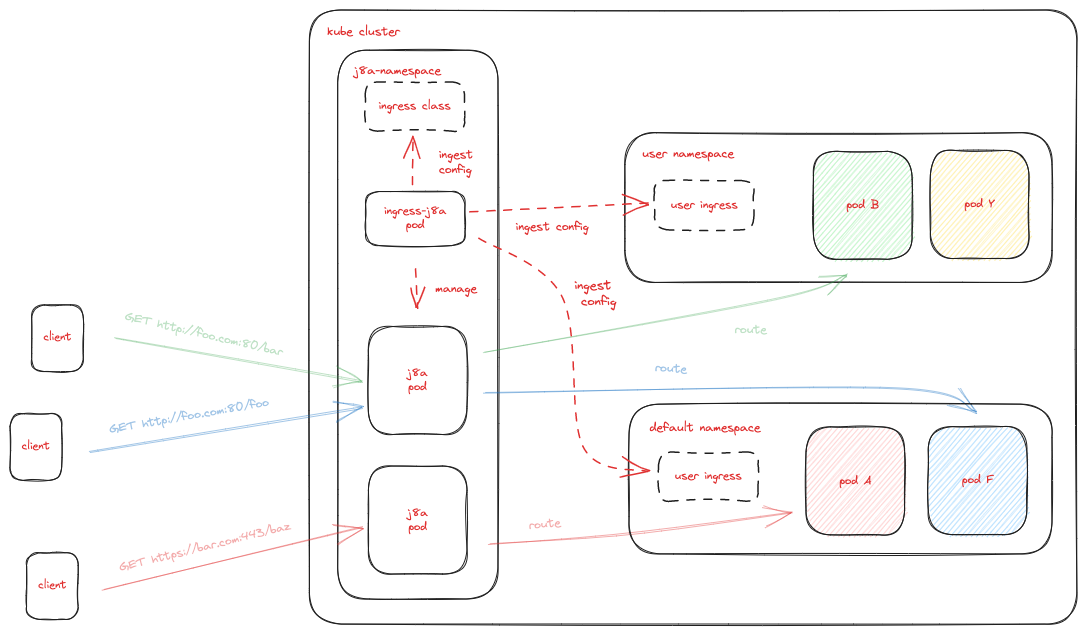 kube cluster
j8a-namespace
ingress class
ingest
config
ingress-j8a
pod
manage
j8a
pod
j8a
pod
user namespace
user ingress
pod B
pod Y
ingest config
ingest
config
route
route
default namespace
user ingress
pod A
pod F
route
client
GET http://foo.com:80/bar
client
GET http://foo.com:80/foo
client
GET https://bar.com:443/baz